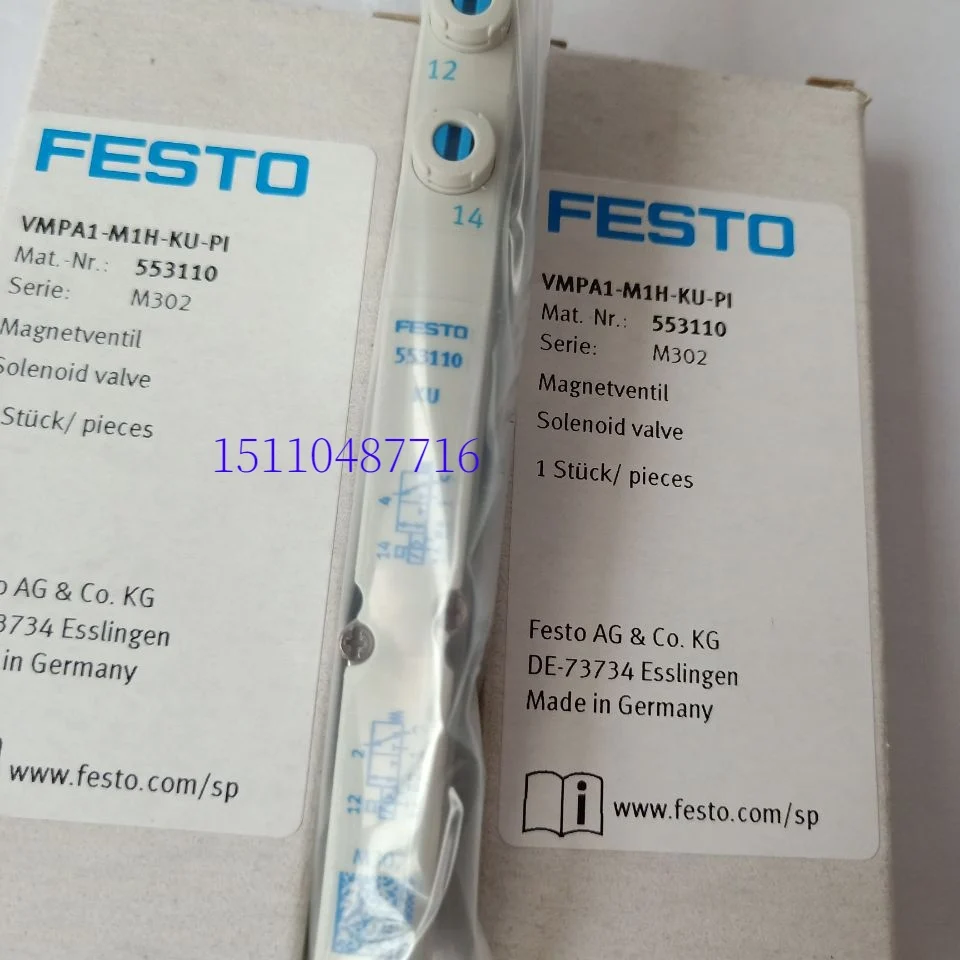 FESTO
VMPA1-M1H-KU-PI
Mat.-Nr.: 553110
Serie: M302
Magnetventil
Solenoid valve
Stück/ pieces
AG & Co. KG
3734 Esslingen
in Germany
www.festo.com/sp
12
14
FESTO
553110
KU
4
14
2
12
15110487716
FESTO
VMPA1-M1H-KU-PI
Mat. Nr.: 553110
Serie: M302
Magnetventil
Solenoid valve
1 Stück/ pieces
Festo AG & Co. KG
DE-73734 Esslingen
Made in Germany
i www.festo.com/sp